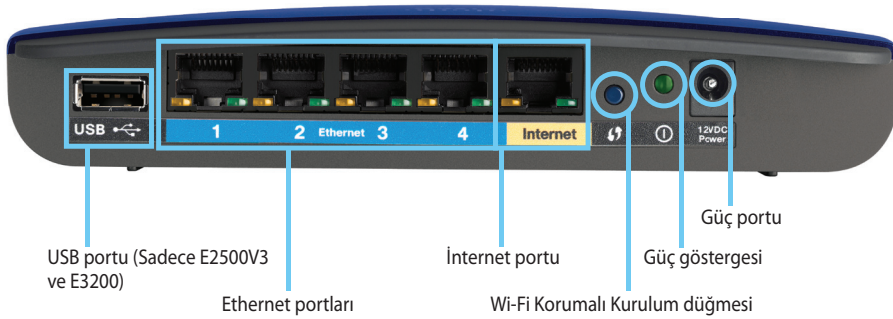 USB
1 2 Ethernet 3 4
Internet
12VDC
Power
Güç portu
USB portu (Sadece E2500V3
ve E3200)
İnternet portu
Güç göstergesi
Ethernet portları
Wi-Fi Korumalı Kurulum düğmesi